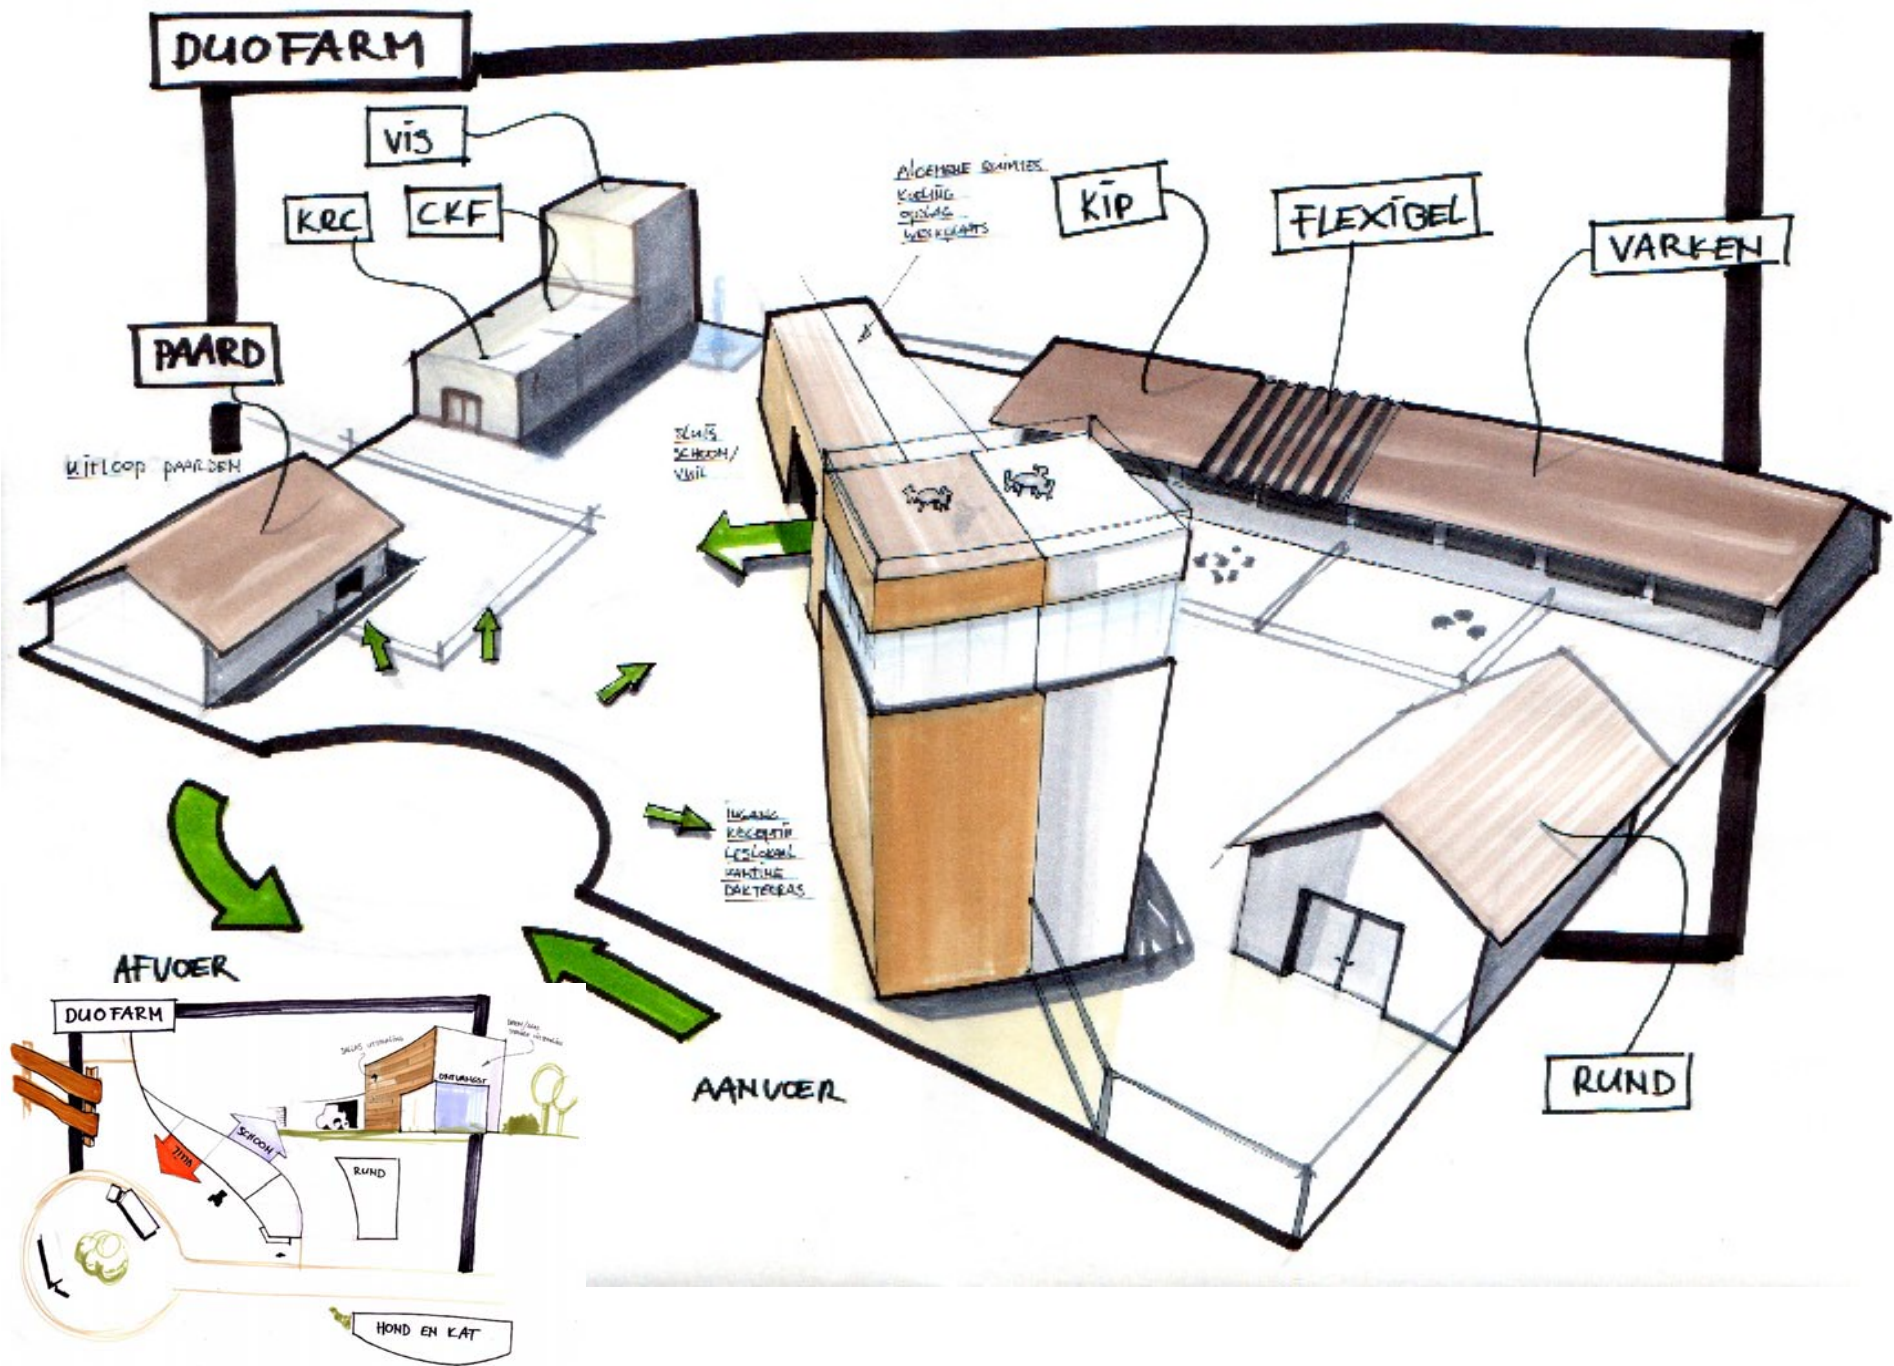 DUOFARM
VIS
KRC
CKF
ALGEMENE RUIMTES
KOELING
OPSLAG
WERKPLAATS
KIP
FLEXIBEL
VARKEN
PAARD
UITLOOP PAARDEN
SLUIS
SCHOON/
VUIL
INGANG
RECEPTIE
LESLOKAAL
KANTINE
DAKTERRAS
AFVOER
AANVOER
RUND
DUOFARM
ONTVANGST
SCHOON
VUIL
RUND
HOND EN KAT